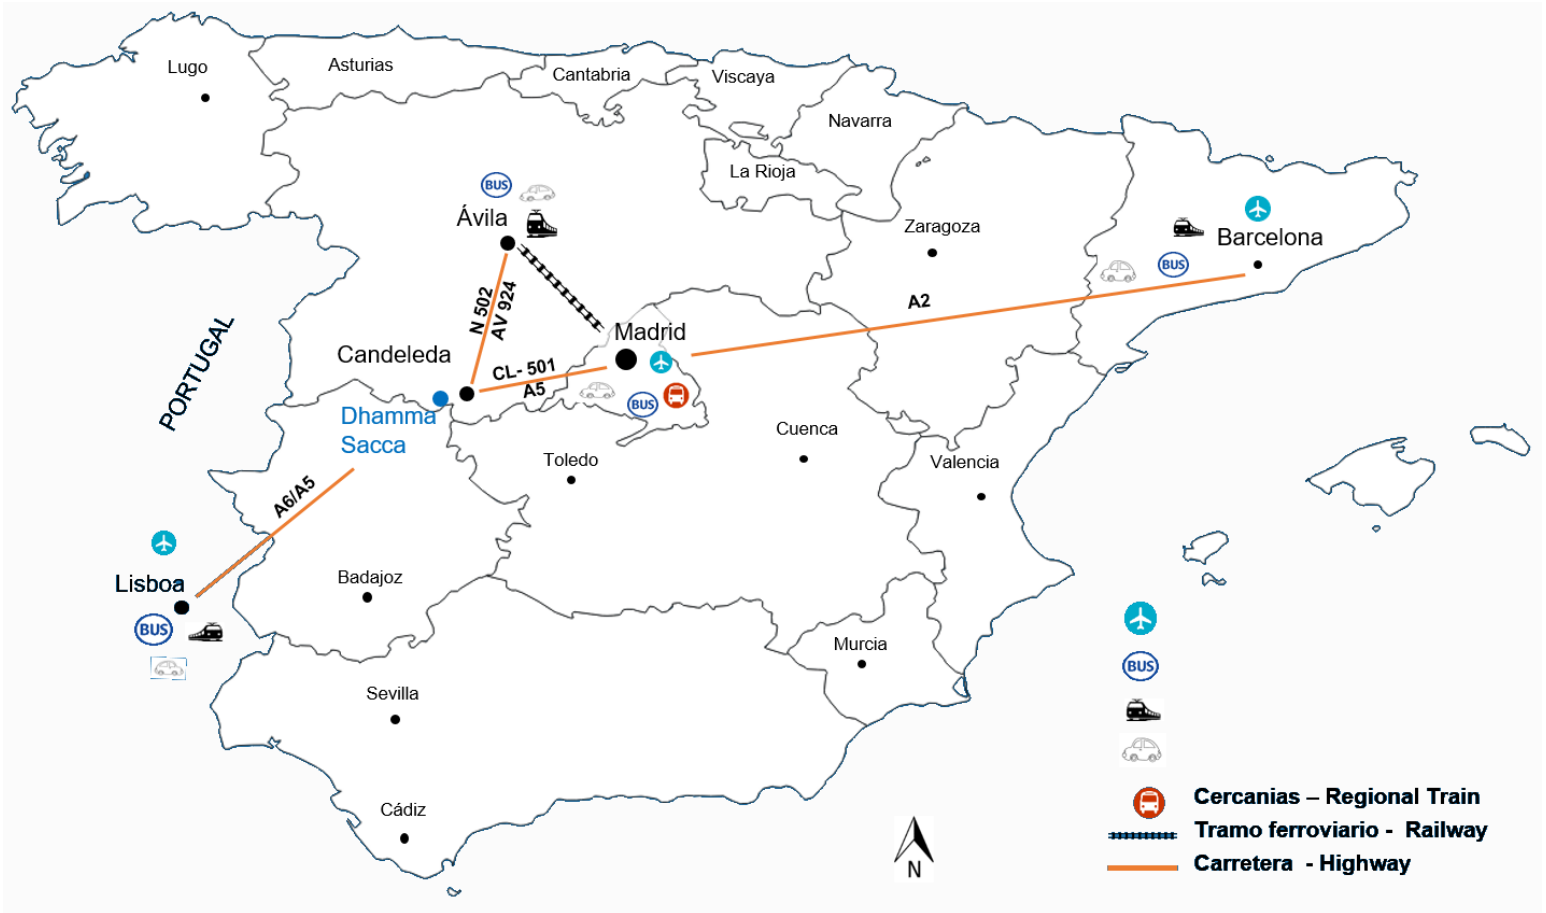 Lugo
Asturias
Cantabria
Viscaya
Navarra
La Rioja
BUS
Ávila
Zaragoza
Barcelona
BUS
N 502
AV 924
A2
PORTUGAL
Madrid
Candeleda
CL- 501
A5
BUS
Dhamma
Sacca
Cuenca
Toledo
Valencia
A6/A5
Lisboa
BUS
Badajoz
Murcia
BUS
Sevilla
Cádiz
N
Cercanias – Regional Train
Tramo ferroviario - Railway
Carretera - Highway